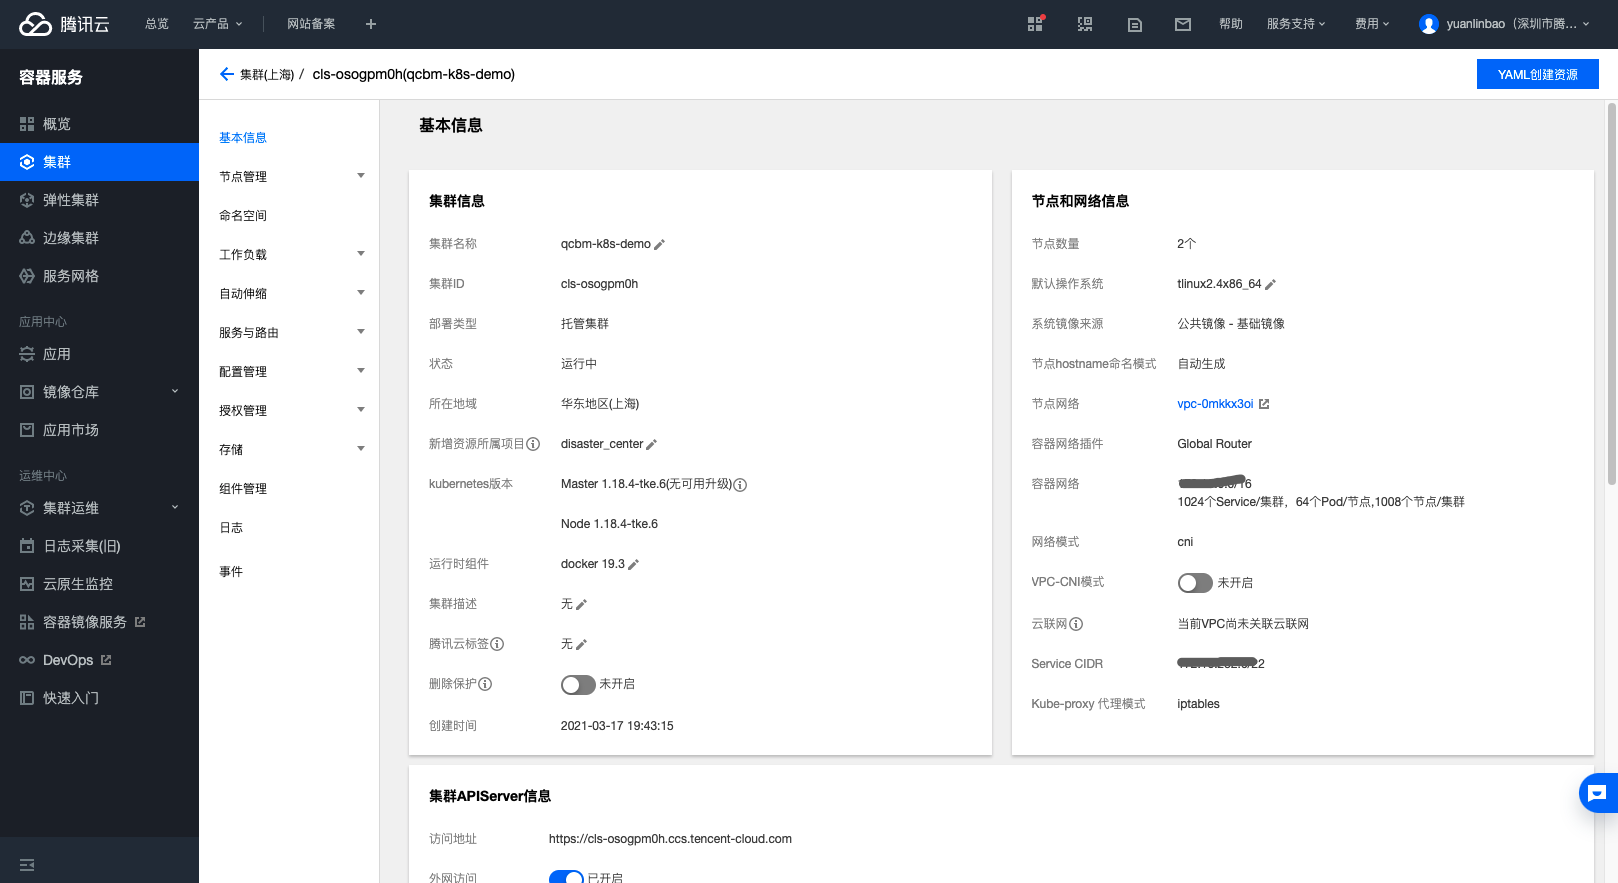 腾讯云
总览
云产品
网站备案
帮助
服务支持
费用
yuanlinbao（深圳市腾...
容器服务
概览
集群
弹性集群
边缘集群
服务网格
应用中心
应用
镜像仓库
应用市场
运维中心
集群运维
日志采集(旧)
云原生监控
容器镜像服务
DevOps
快速入门
集群(上海) / cls-osogpm0h(qcbm-k8s-demo)
YAML创建资源
基本信息
节点管理
命名空间
工作负载
自动伸缩
服务与路由
配置管理
授权管理
存储
组件管理
日志
事件
基本信息
集群信息
集群名称 qcbm-k8s-demo
集群ID cls-osogpm0h
部署类型 托管集群
状态 运行中
所在地域 华东地区(上海)
新增资源所属项目 disaster_center
kubernetes版本 Master 1.18.4-tke.6(无可用升级)
Node 1.18.4-tke.6
运行时组件 docker 19.3
集群描述 无
腾讯云标签 无
删除保护 未开启
创建时间 2021-03-17 19:43:15
节点和网络信息
节点数量 2个
默认操作系统 tlinux2.4x86_64
系统镜像来源 公共镜像 - 基础镜像
节点hostname命名模式 自动生成
节点网络 vpc-0mkkx3oi
容器网络插件 Global Router
容器网络
1024个Service/集群，64个Pod/节点,1008个节点/集群
网络模式 cni
VPC-CNI模式 未开启
云联网 当前VPC尚未关联云联网
Service CIDR
Kube-proxy 代理模式 iptables
集群APIServer信息
访问地址 https://cls-osogpm0h.ccs.tencent-cloud.com
外网访问 已开启